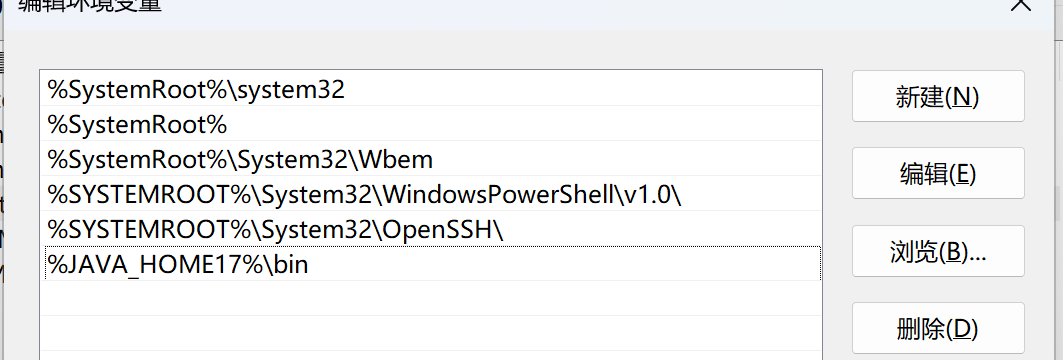 编辑环境变量
%SystemRoot%\system32
%SystemRoot%
%SystemRoot%\System32\Wbem
%SYSTEMROOT%\System32\WindowsPowerShell\v1.0\
%SYSTEMROOT%\System32\OpenSSH\
%JAVA_HOME17%\bin
新建(N)
编辑(E)
浏览(B)...
删除(D)